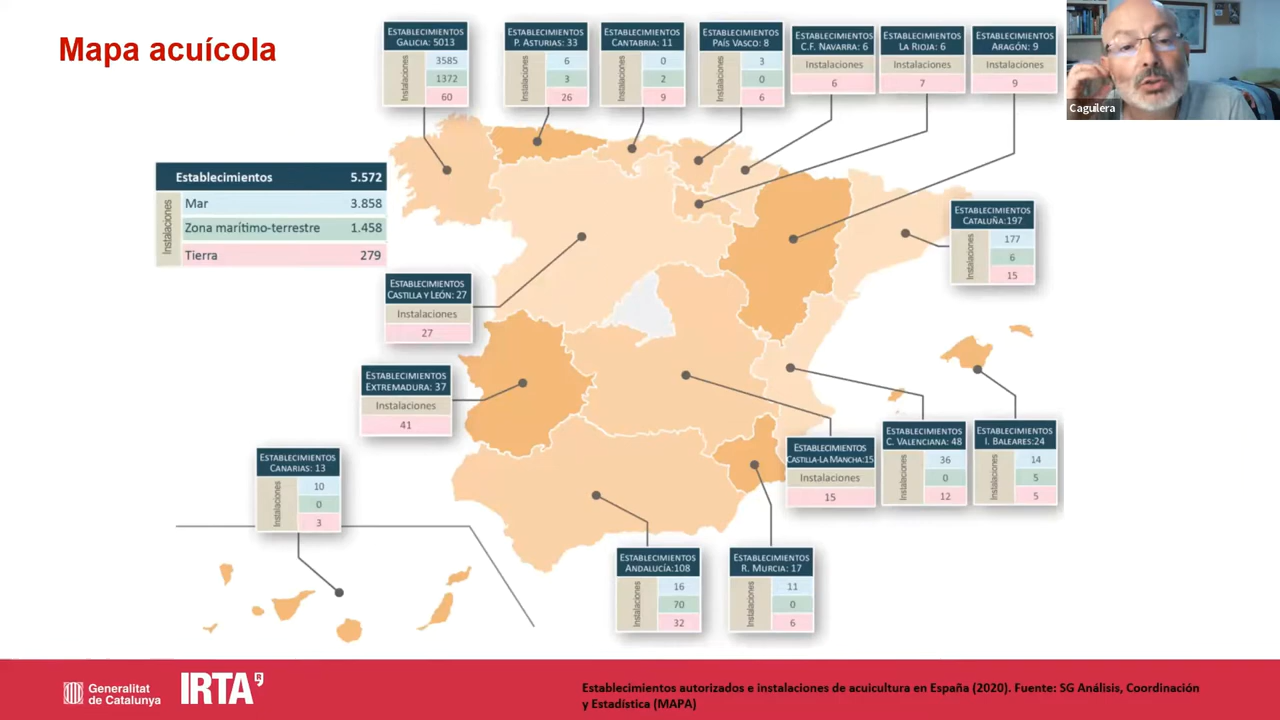 Mapa acuícola
ESTABLECIMIENTOS
GALICIA: 5013
Instalaciones
3585
1372
60
ESTABLECIMIENTOS
P. ASTURIAS: 33
Instalaciones
6
3
26
ESTABLECIMIENTOS
CANTABRIA: 11
Instalaciones
0
2
9
ESTABLECIMIENTOS
PAÍS VASCO: 8
Instalaciones
3
0
6
ESTABLECIMIENTOS
C.F. NAVARRA: 6
Instalaciones
6
ESTABLECIMIENTOS
LA RIOJA: 6
Instalaciones
7
ESTABLECIMIENTOS
ARAGÓN: 9
Instalaciones
9
Caguilera
Establecimientos 5.572
Instalaciones
Mar 3.858
Zona marítimo-terrestre 1.458
Tierra 279
ESTABLECIMIENTOS
CATALUÑA:197
Instalaciones
177
6
15
ESTABLECIMIENTOS
CASTILLA Y LEÓN: 27
Instalaciones
27
ESTABLECIMIENTOS
EXTREMADURA: 37
Instalaciones
41
ESTABLECIMIENTOS
CANARIAS: 13
Instalaciones
10
0
3
ESTABLECIMIENTOS
CASTILLA-LA MANCHA:15
Instalaciones
15
ESTABLECIMIENTOS
C. VALENCIANA: 48
Instalaciones
36
0
12
ESTABLECIMIENTOS
I. BALEARES:24
Instalaciones
14
5
5
ESTABLECIMIENTOS
ANDALUCÍA:108
Instalaciones
16
70
32
ESTABLECIMIENTOS
R. MURCIA: 17
Instalaciones
11
0
6
Generalitat
de Catalunya
IRTA
Establecimientos autorizados e instalaciones de acuicultura en España (2020). Fuente: SG Análisis, Coordinación
y Estadística (MAPA)